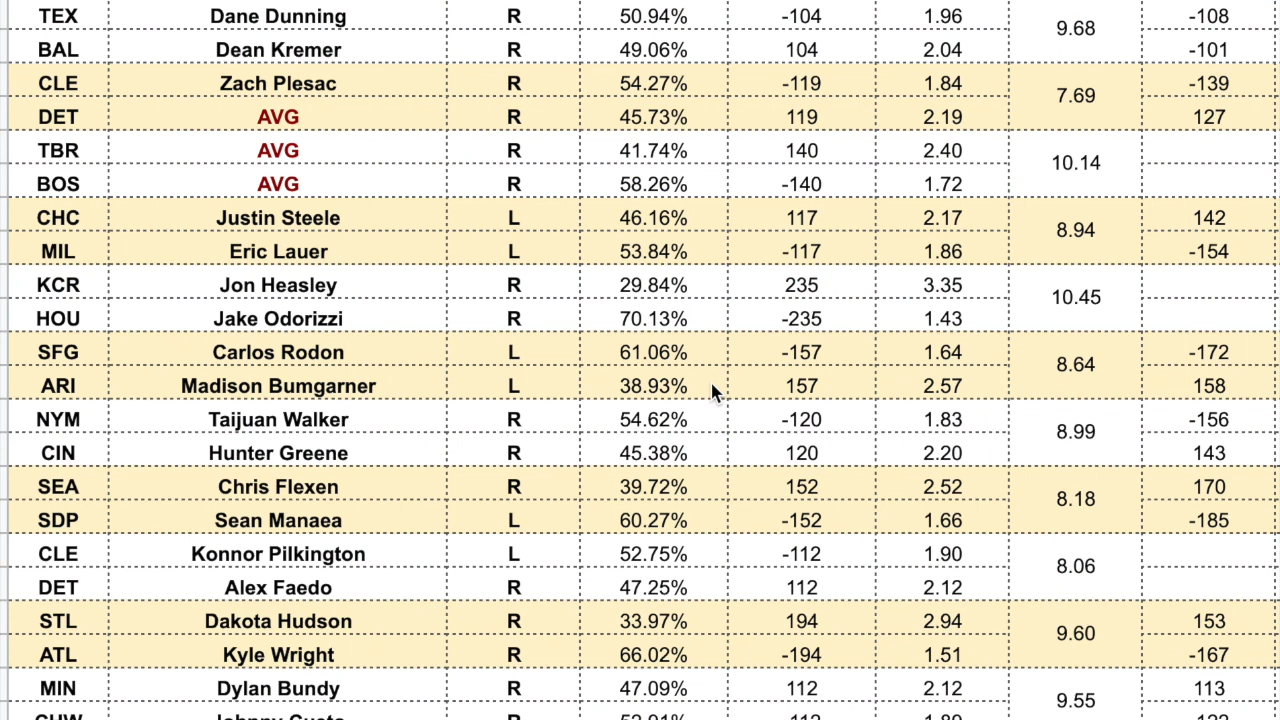 TEX Dane Dunning R 50.94% -104 1.96 9.68 -108
BAL Dean Kremer R 49.06% 104 2.04 -101
CLE Zach Plesac R 54.27% -119 1.84 7.69 -139
DET AVG R 45.73% 119 2.19 127
TBR AVG R 41.74% 140 2.40 10.14
BOS AVG R 58.26% -140 1.72
CHC Justin Steele L 46.16% 117 2.17 8.94 142
MIL Eric Lauer L 53.84% -117 1.86 -154
KCR Jon Heasley R 29.84% 235 3.35 10.45
HOU Jake Odorizzi R 70.13% -235 1.43
SFG Carlos Rodon L 61.06% -157 1.64 8.64 -172
ARI Madison Bumgarner L 38.93% 157 2.57 158
NYM Taijuan Walker R 54.62% -120 1.83 8.99 -156
CIN Hunter Greene R 45.38% 120 2.20 143
SEA Chris Flexen R 39.72% 152 2.52 8.18 170
SDP Sean Manaea L 60.27% -152 1.66 -185
CLE Konnor Pilkington L 52.75% -112 1.90 8.06
DET Alex Faedo R 47.25% 112 2.12
STL Dakota Hudson R 33.97% 194 2.94 9.60 153
ATL Kyle Wright R 66.02% -194 1.51 -167
MIN Dylan Bundy R 47.09% 112 2.12 9.55 113